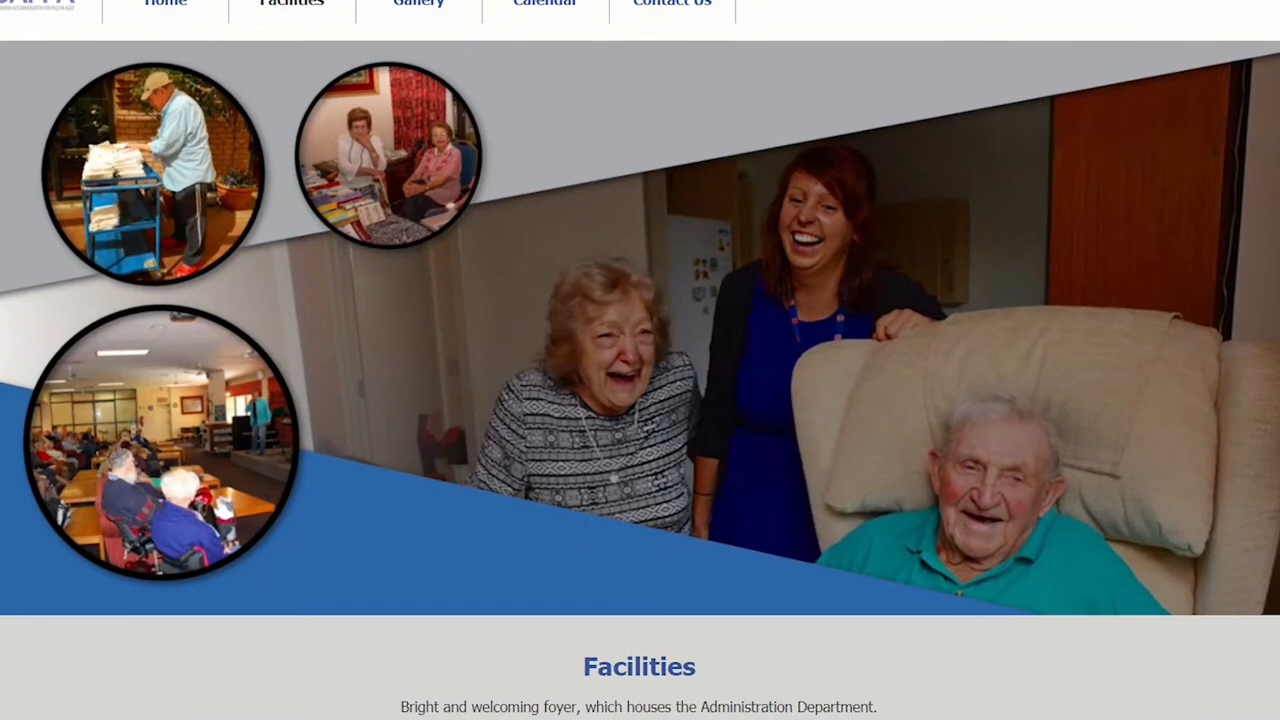 Home Facilities Gallery Calendar Contact Us
Facilities
Bright and welcoming foyer, which houses the Administration Department.